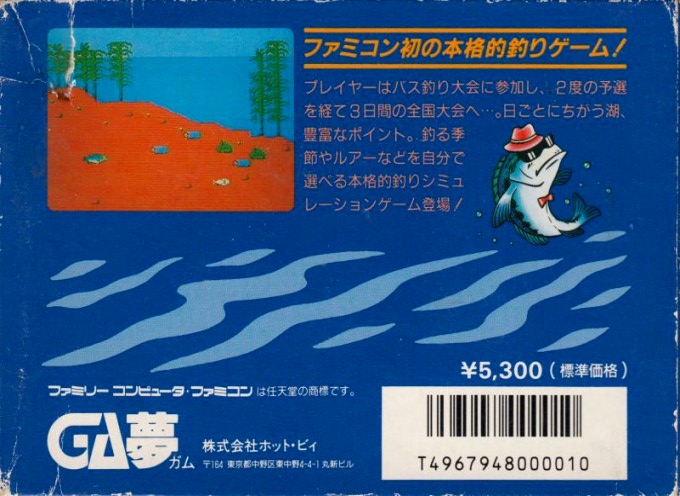 ファミコン初の本格的釣りゲーム!
プレイヤーはバス釣り大会に参加し、2度の予選
を経て3日間の全国大会へ…。日ごとにちがう湖、
豊富なポイント。釣る季
節やルアーなどを自分で
選べる本格的釣りシミュ
レーションゲーム登場!
¥5,300(標準価格)
ファミリー コンピュータ・ファミコン は任天堂の商標です。
GA夢
ガム
株式会社ホット・ビィ
〒164 東京都中野区東中野4-4-1 丸新ビル
T4967948000010